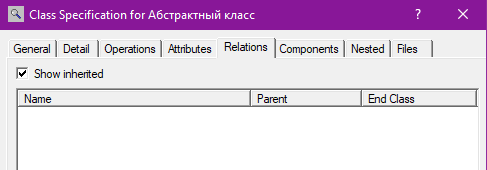 Class Specification for Абстрактный класс
General Detail Operations Attributes Relations Components Nested Files
Show inherited
Name Parent End Class